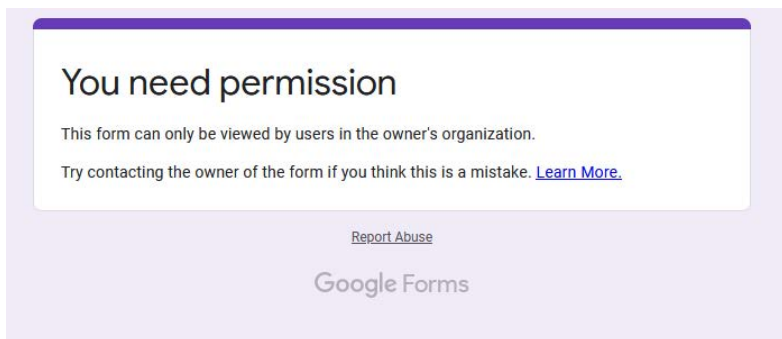 You need permission
This form can only be viewed by users in the owner's organization.
Try contacting the owner of the form if you think this is a mistake. Learn More.
Report Abuse
Google Forms